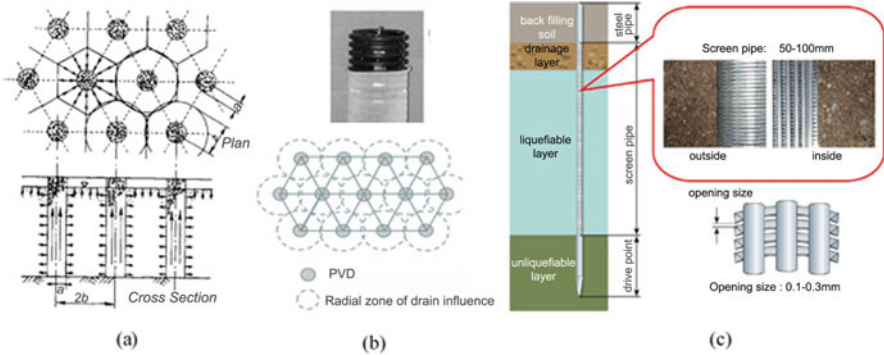 a
Plan
a
2b
Cross Section
(a)
PVD
Radial zone of drain influence
(b)
back filling
soil
drainage
layer
liquefiable
layer
unliquefiable
layer
steel
pipe
screen pipe
drive point
Screen pipe: 50-100mm
outside
inside
opening size
Opening size : 0.1-0.3mm
(c)